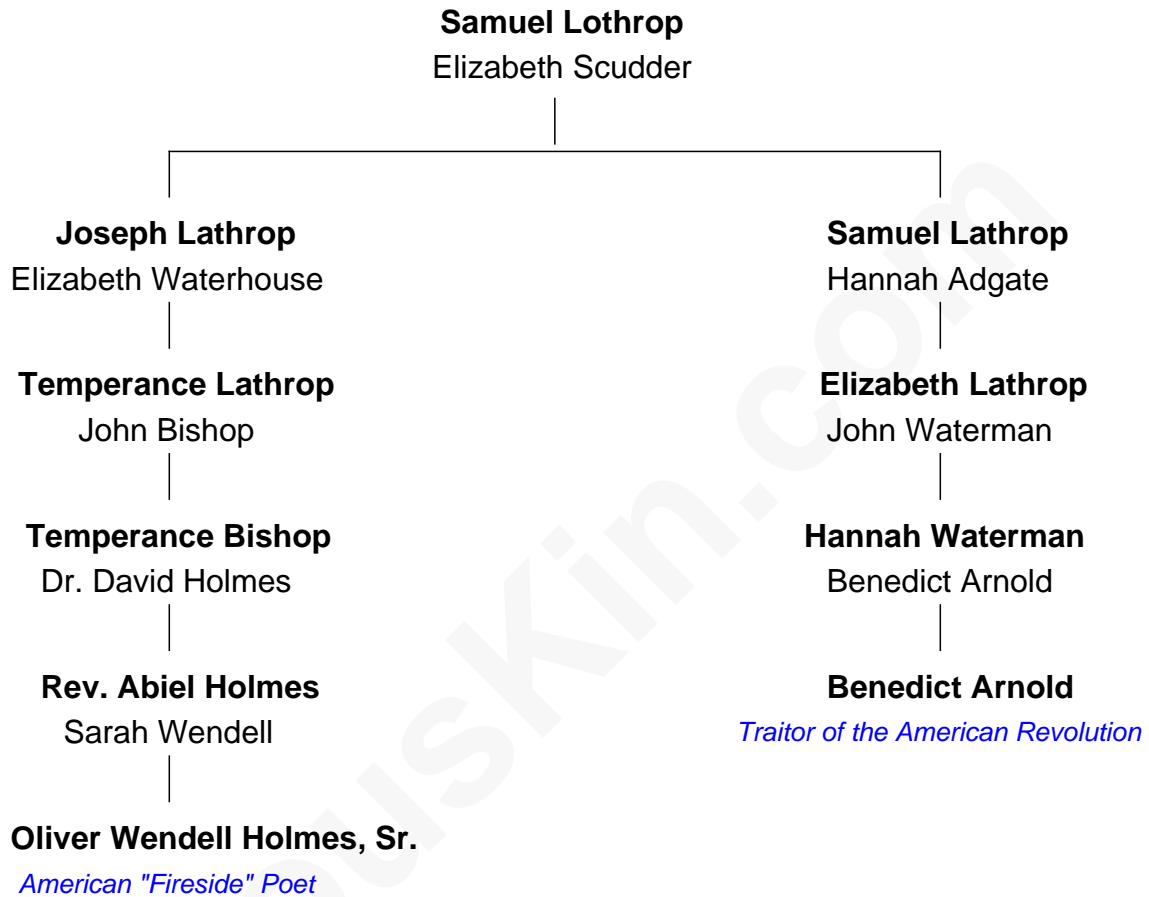 Samuel Lothrop
Elizabeth Scudder
Joseph Lathrop
Elizabeth Waterhouse
Samuel Lathrop
Hannah Adgate
Temperance Lathrop
John Bishop
Elizabeth Lathrop
John Waterman
Temperance Bishop
Dr. David Holmes
Hannah Waterman
Benedict Arnold
Rev. Abiel Holmes
Sarah Wendell
Benedict Arnold
Traitor of the American Revolution
Oliver Wendell Holmes, Sr.
American "Fireside" Poet
ousKin.com